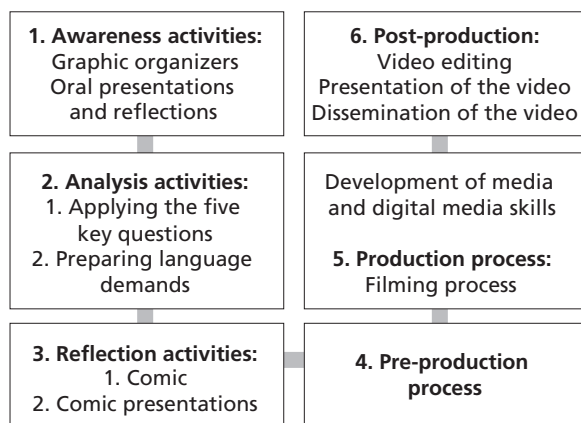 1. Awareness activities:
Graphic organizers
Oral presentations
and reflections
2. Analysis activities:
1. Applying the five
key questions
2. Preparing language
demands
3. Reflection activities:
1. Comic
2. Comic presentations
4. Pre-production
process
Development of media
and digital media skills
5. Production process:
Filming process
6. Post-production:
Video editing
Presentation of the video
Dissemination of the video